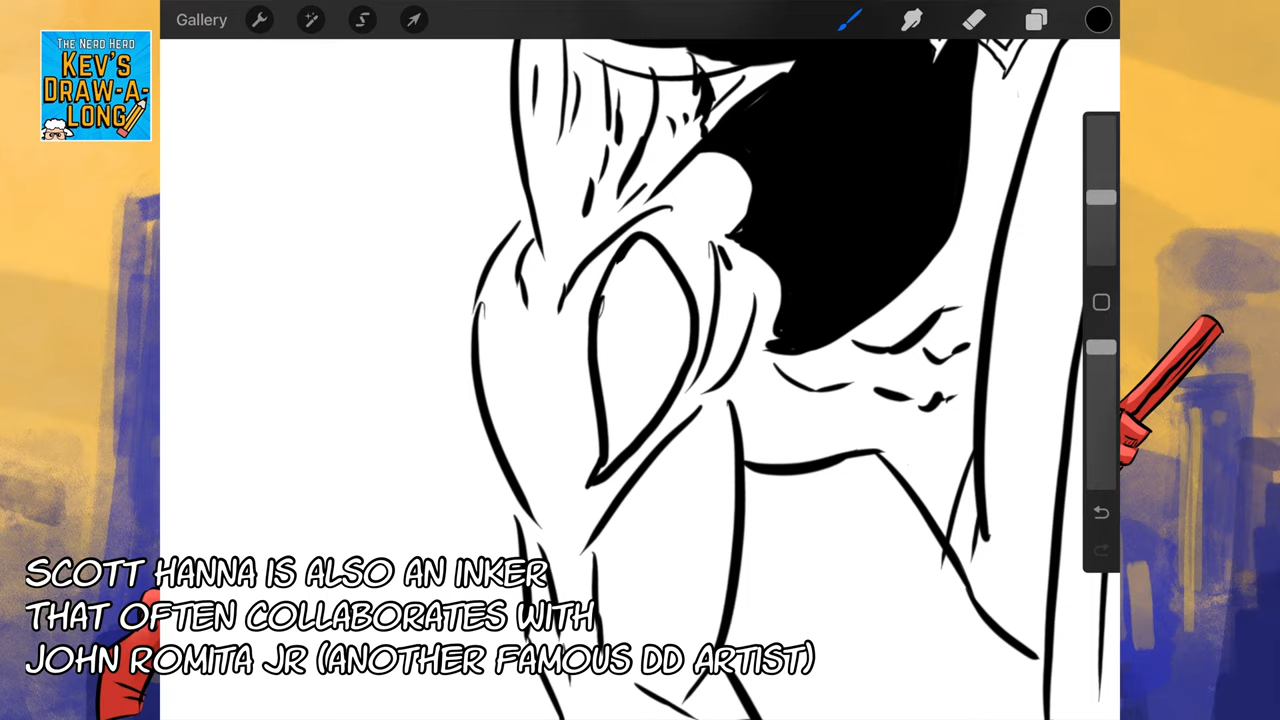 Gallery
THE NERD HERO
KEV'S
DRAW-A-
LONG
SCOTT HANNA IS ALSO AN INKER
THAT OFTEN COLLABORATES WITH
JOHN ROMITA JR (ANOTHER FAMOUS DD ARTIST)